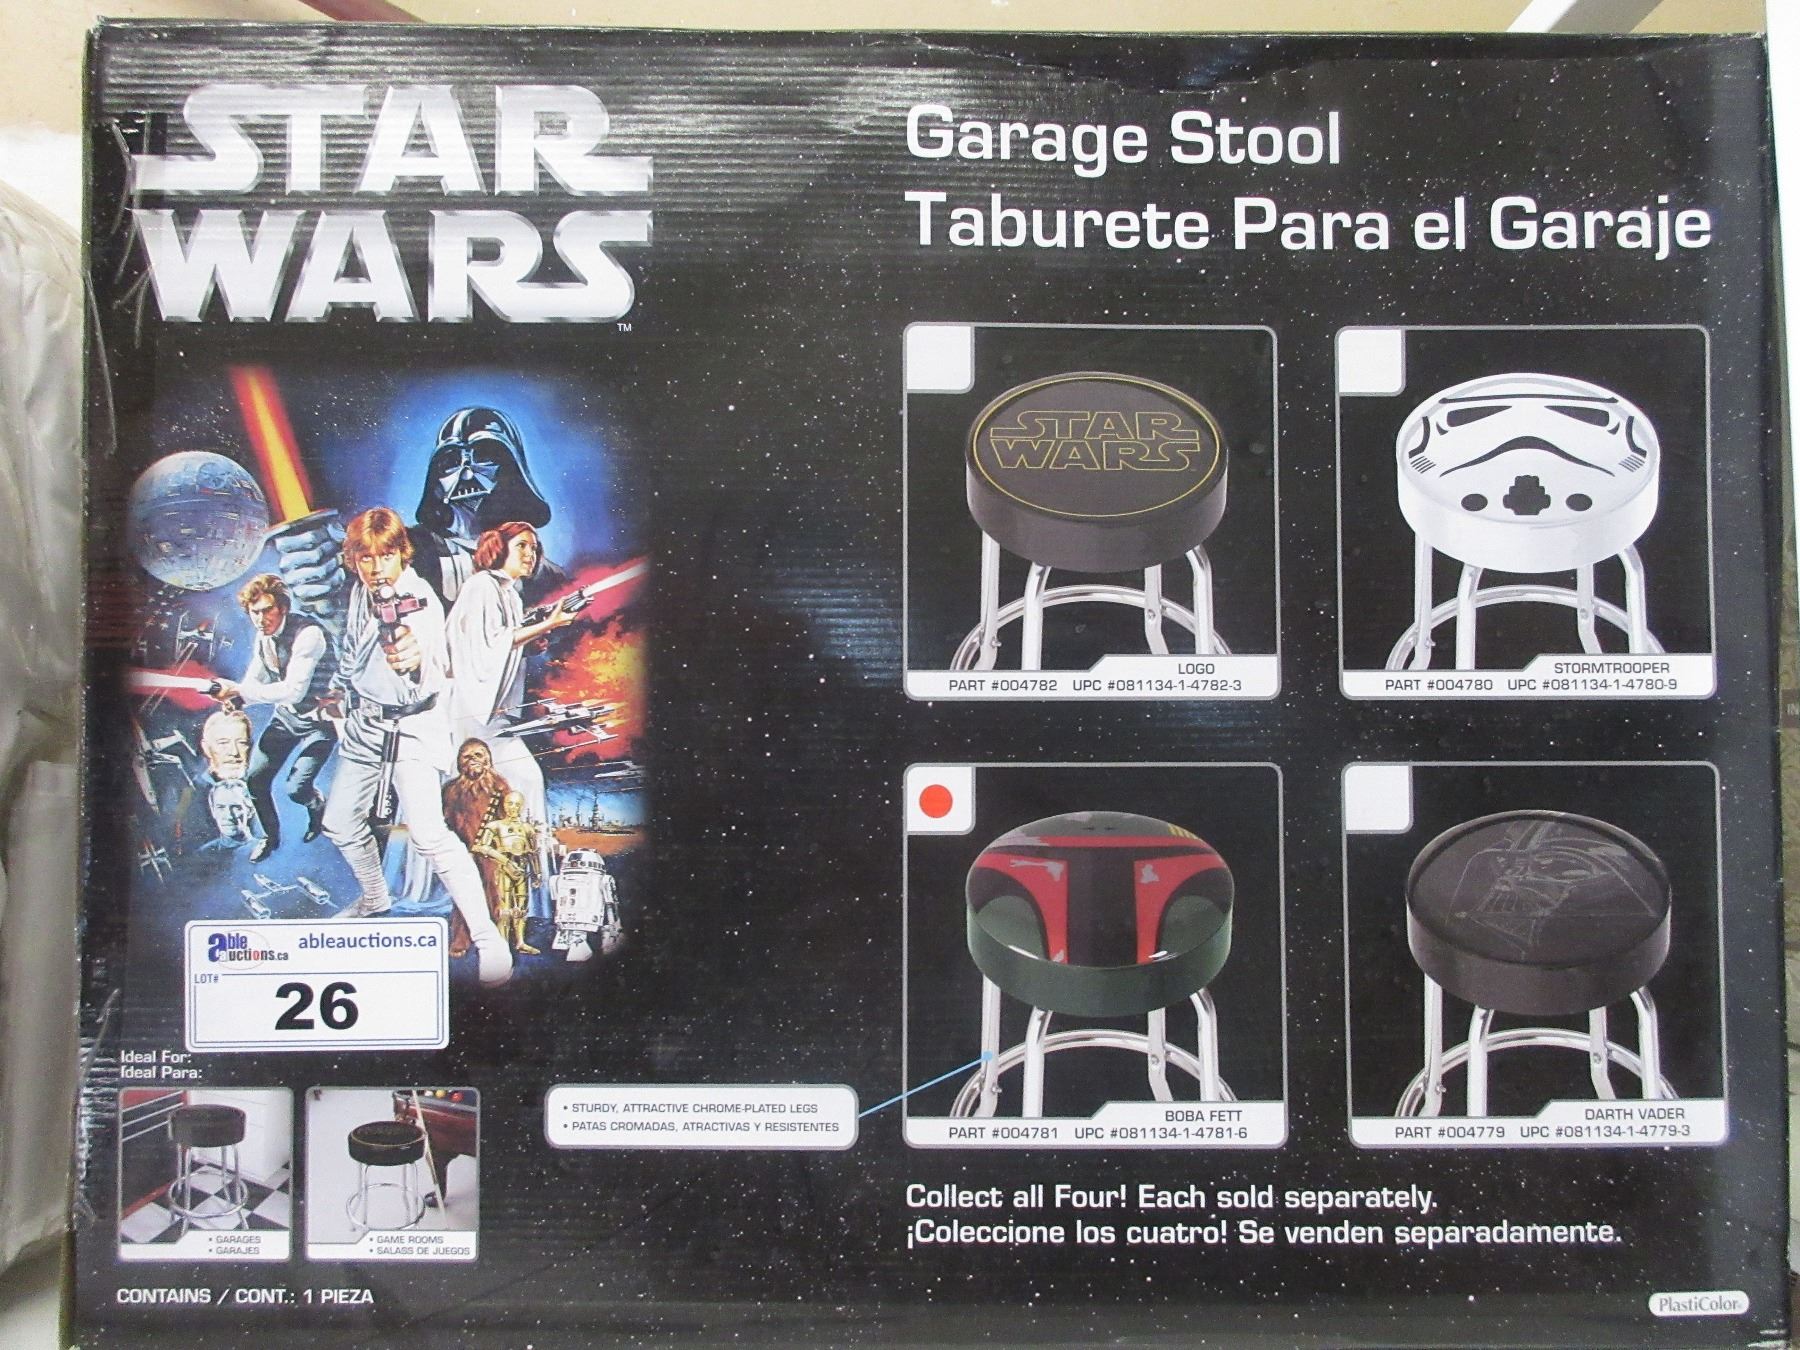 STAR
WARS
TM
Garage Stool
Taburete Para el Garaje
STAR
WARS
LOGO
PART #004782 UPC #081134-1-4782-3
STORMTROOPER
PART #004780 UPC #081134-1-4780-9
BOBA FETT
PART #004781 UPC #081134-1-4781-6
DARTH VADER
PART #004779 UPC #081134-1-4779-3
able auctions.ca
ableauctions.ca
LOT#
26
Ideal For:
Ideal Para:
• GARAGES
• GARAJES
• GAME ROOMS
• SALASS DE JUEGOS
• STURDY, ATTRACTIVE CHROME-PLATED LEGS
• PATAS CROMADAS, ATRACTIVAS Y RESISTENTES
Collect all Four! Each sold separately.
¡Coleccione los cuatro! Se venden separadamente.
CONTAINS / CONT.: 1 PIEZA
PlastiColor